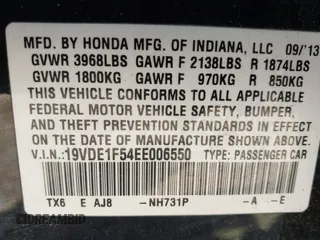 MFD. BY HONDA MFG. OF INDIANA, LLC 09/13
GVWR 3968LBS GAWR F 2138LBS R 1874LBS
GVWR 1800KG GAWR F 970KG R 850KG
THIS VEHICLE CONFORMS TO ALL APPLICABLE
FEDERAL MOTOR VEHICLE SAFETY, BUMPER,
AND THEFT PREVENTION STANDARDS IN EFFECT
ON THE DATE OF MANUFACTURE SHOWN ABOVE.
V.I.N.: 19VDE1F54EE006550 TYPE: PASSENGER CAR
TX6 E AJ8 -NH731P -A -E